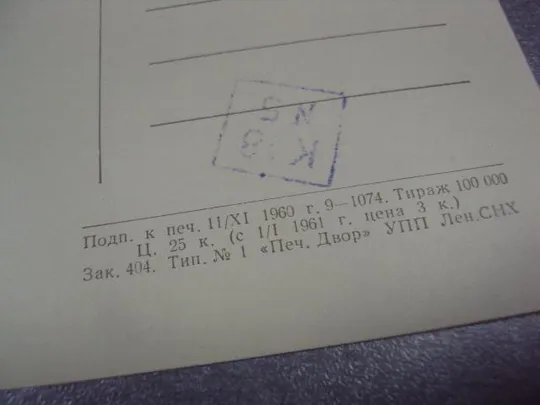 Подп. к печ. 11/XI 1960 г. 9—1074. Тираж 100 000
Ц. 25 к. (с 1/I 1961 г. цена 3 к.)
Зак. 404. Тип. № 1 «Печ. Двор» УПП Лен.СНХ